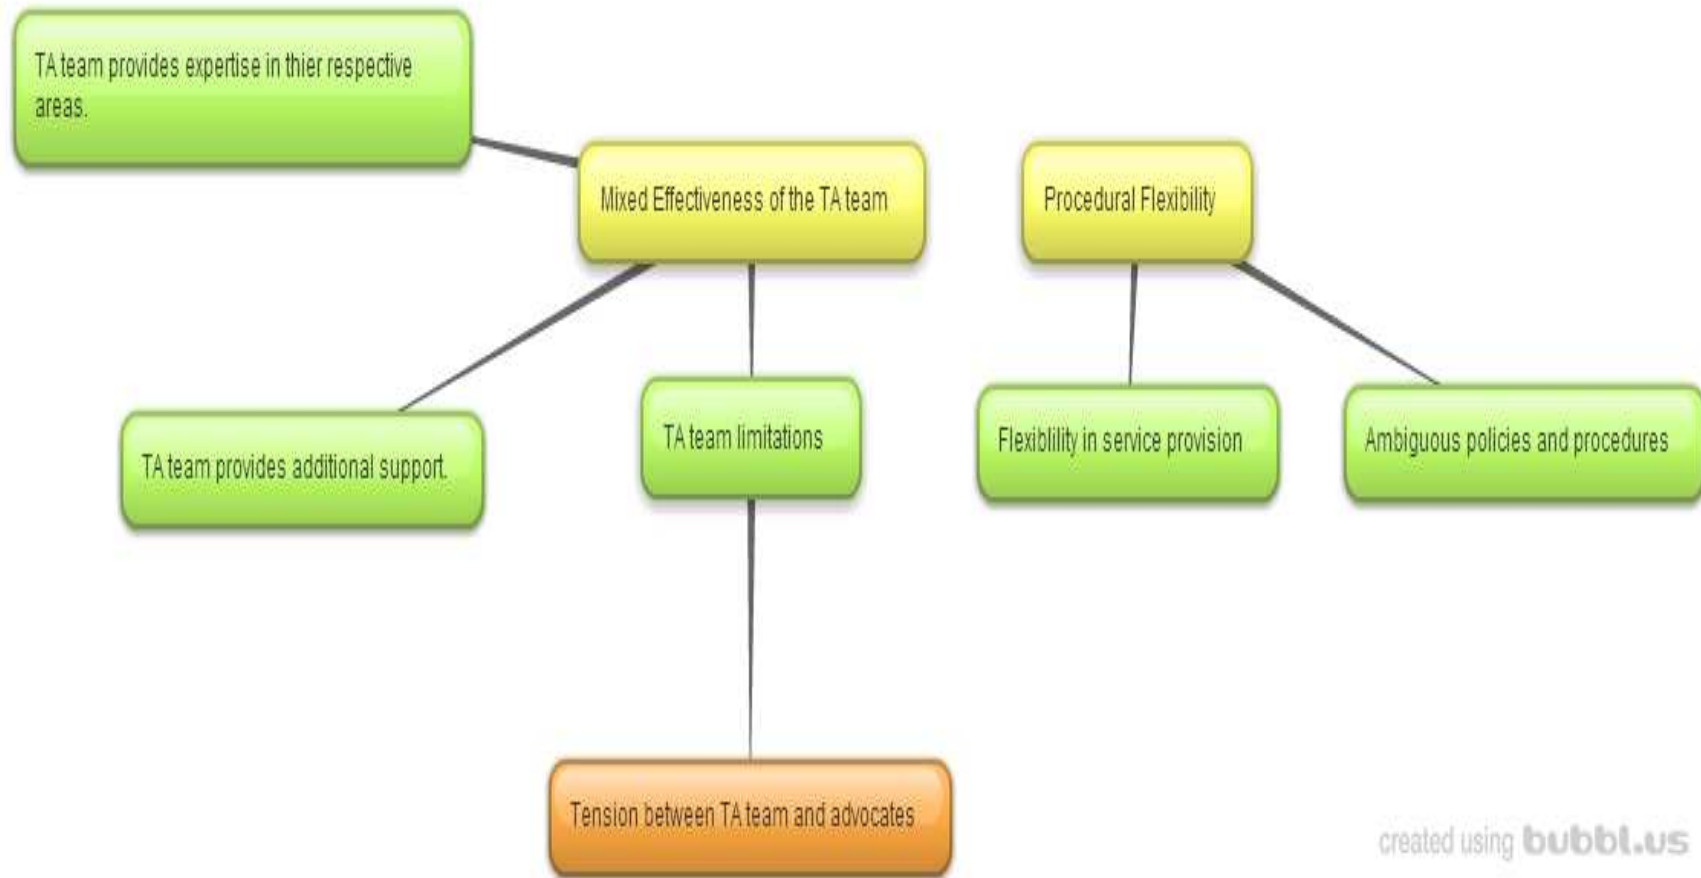 TA team provides expertise in thier respective
areas.
Mixed Effectiveness of the TA team
Procedural Flexibility
TA team provides additional support.
TA team limitations
Flexiblility in service provision
Ambiguous policies and procedures
Tension between TA team and advocates
created using bubbl.us